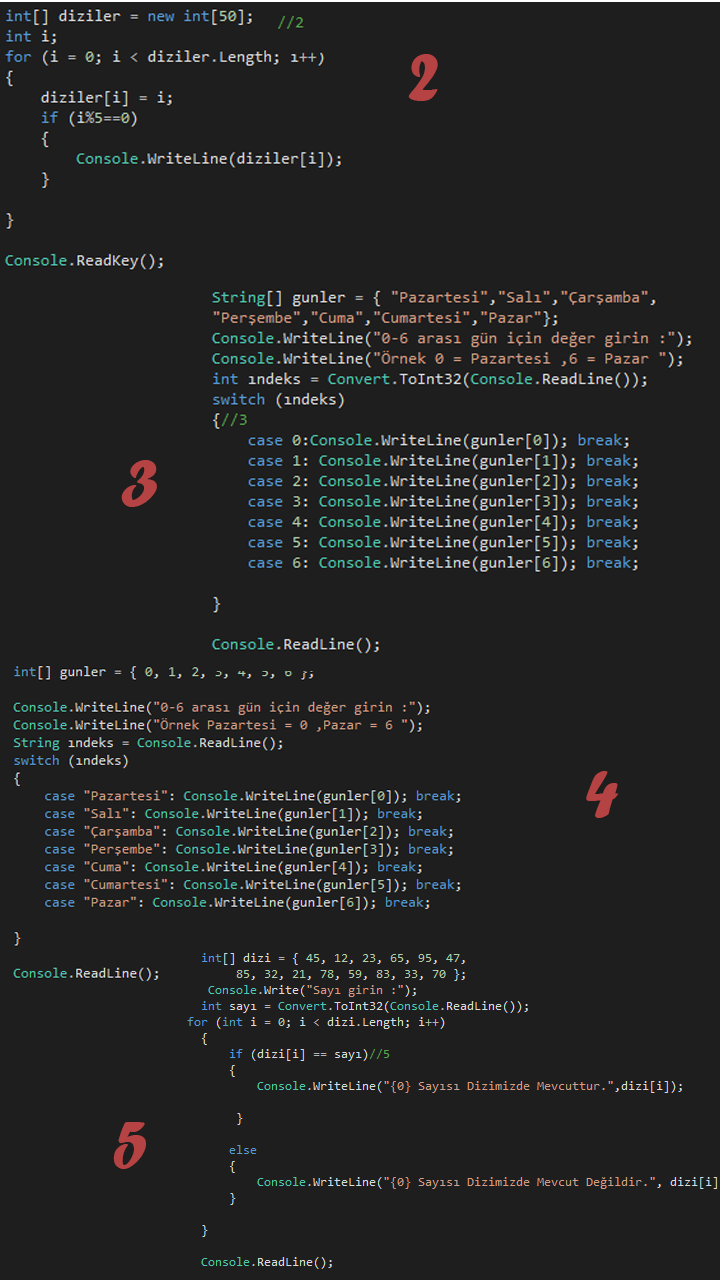 int[] diziler = new int[50]; //2
int i;
for (i = 0; i < diziler.Length; ı++)
{
diziler[i] = i;
if (i%5==0)
{
Console.WriteLine(diziler[i]);
}
}
Console.ReadKey();
2
String[] gunler = { "Pazartesi","Salı","Çarşamba",
"Perşembe","Cuma","Cumartesi","Pazar"};
Console.WriteLine("0-6 arası gün için değer girin :");
Console.WriteLine("Örnek 0 = Pazartesi ,6 = Pazar ");
int ındeks = Convert.ToInt32(Console.ReadLine());
switch (ındeks)
{//3
case 0:Console.WriteLine(gunler[0]); break;
case 1: Console.WriteLine(gunler[1]); break;
case 2: Console.WriteLine(gunler[2]); break;
case 3: Console.WriteLine(gunler[3]); break;
case 4: Console.WriteLine(gunler[4]); break;
case 5: Console.WriteLine(gunler[5]); break;
case 6: Console.WriteLine(gunler[6]); break;
}
Console.ReadLine();
3
int[] gunler = { 0, 1, 2, 3, 4, 5, 6 };
Console.WriteLine("0-6 arası gün için değer girin :");
Console.WriteLine("Örnek Pazartesi = 0 ,Pazar = 6 ");
String ındeks = Console.ReadLine();
switch (ındeks)
{
case "Pazartesi": Console.WriteLine(gunler[0]); break;
case "Salı": Console.WriteLine(gunler[1]); break;
case "Çarşamba": Console.WriteLine(gunler[2]); break;
case "Perşembe": Console.WriteLine(gunler[3]); break;
case "Cuma": Console.WriteLine(gunler[4]); break;
case "Cumartesi": Console.WriteLine(gunler[5]); break;
case "Pazar": Console.WriteLine(gunler[6]); break;
}
Console.ReadLine();
4
int[] dizi = { 45, 12, 23, 65, 95, 47,
85, 32, 21, 78, 59, 83, 33, 70 };
Console.Write("Sayı girin :");
int sayı = Convert.ToInt32(Console.ReadLine());
for (int i = 0; i < dizi.Length; i++)
{
if (dizi[i] == sayı)//5
{
Console.WriteLine("{0} Sayısı Dizimizde Mevcuttur.",dizi[i]);
}
else
{
Console.WriteLine("{0} Sayısı Dizimizde Mevcut Değildir.", dizi[i]
}
}
Console.ReadLine();
5